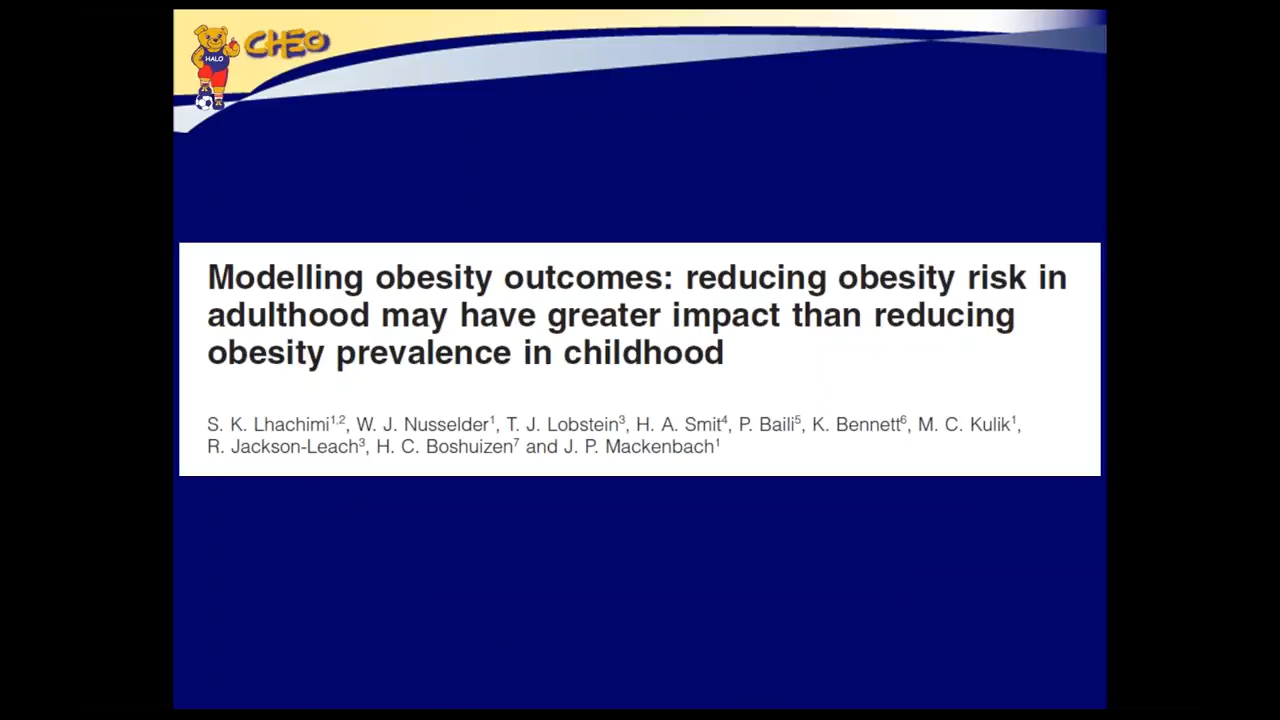 CHEO
HALO
Modelling obesity outcomes: reducing obesity risk in
adulthood may have greater impact than reducing
obesity prevalence in childhood
S. K. Lhachimi1,2, W. J. Nusselder1, T. J. Lobstein3, H. A. Smit4, P. Baili5, K. Bennett6, M. C. Kulik1,
R. Jackson-Leach3, H. C. Boshuizen7 and J. P. Mackenbach1